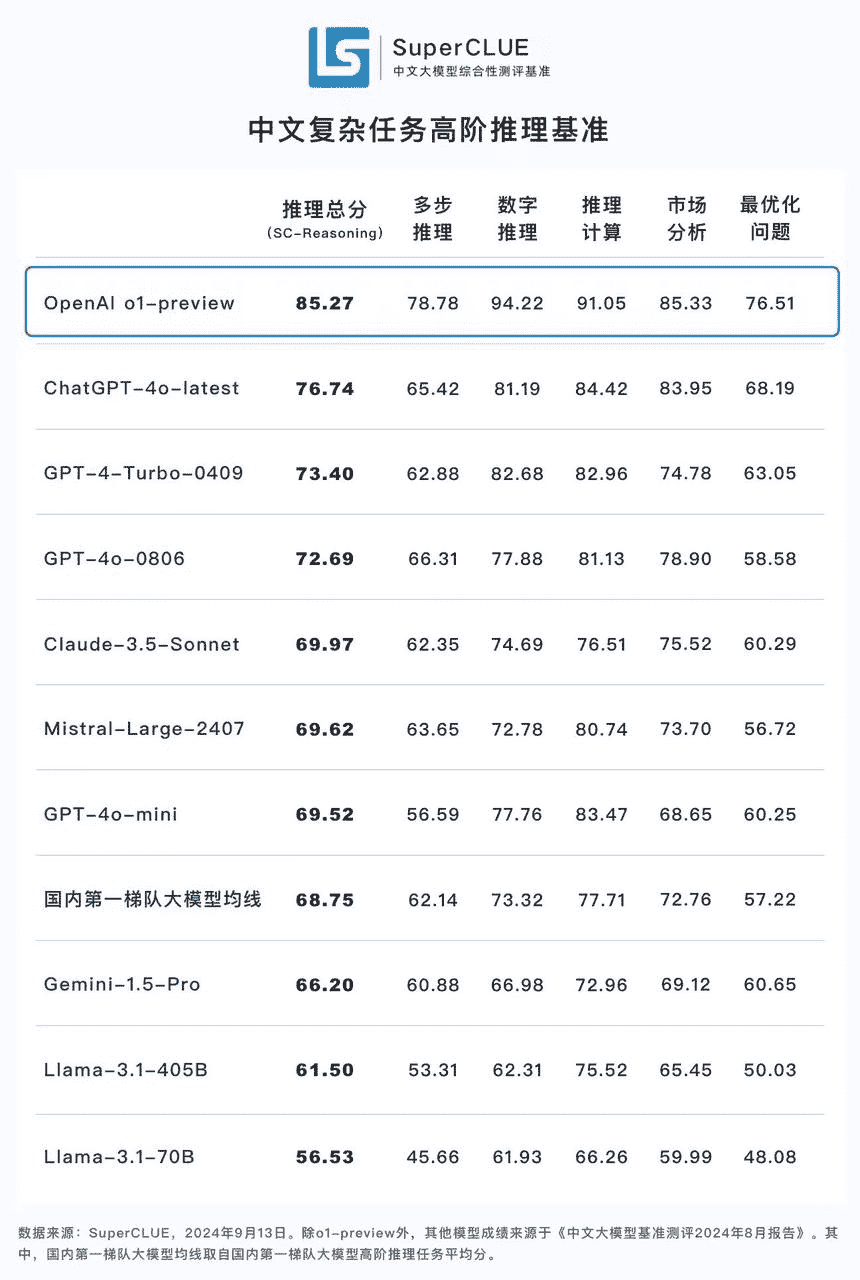 SuperCLUE
中文大模型综合性测评基准
中文复杂任务高阶推理基准
推理总分 多步 数字 推理 市场 最优化
(SC-Reasoning) 推理 推理 计算 分析 问题
OpenAI o1-preview 85.27 78.78 94.22 91.05 85.33 76.51
ChatGPT-4o-latest 76.74 65.42 81.19 84.42 83.95 68.19
GPT-4-Turbo-0409 73.40 62.88 82.68 82.96 74.78 63.05
GPT-4o-0806 72.69 66.31 77.88 81.13 78.90 58.58
Claude-3.5-Sonnet 69.97 62.35 74.69 76.51 75.52 60.29
Mistral-Large-2407 69.62 63.65 72.78 80.74 73.70 56.72
GPT-4o-mini 69.52 56.59 77.76 83.47 68.65 60.25
国内第一梯队大模型均线 68.75 62.14 73.32 77.71 72.76 57.22
Gemini-1.5-Pro 66.20 60.88 66.98 72.96 69.12 60.65
Llama-3.1-405B 61.50 53.31 62.31 75.52 65.45 50.03
Llama-3.1-70B 56.53 45.66 61.93 66.26 59.99 48.08
数据来源：SuperCLUE，2024年9月13日。除o1-preview外，其他模型成绩来源于《中文大模型基准测评2024年8月报告》。其
中，国内第一梯队大模型均线取自国内第一梯队大模型高阶推理任务平均分。